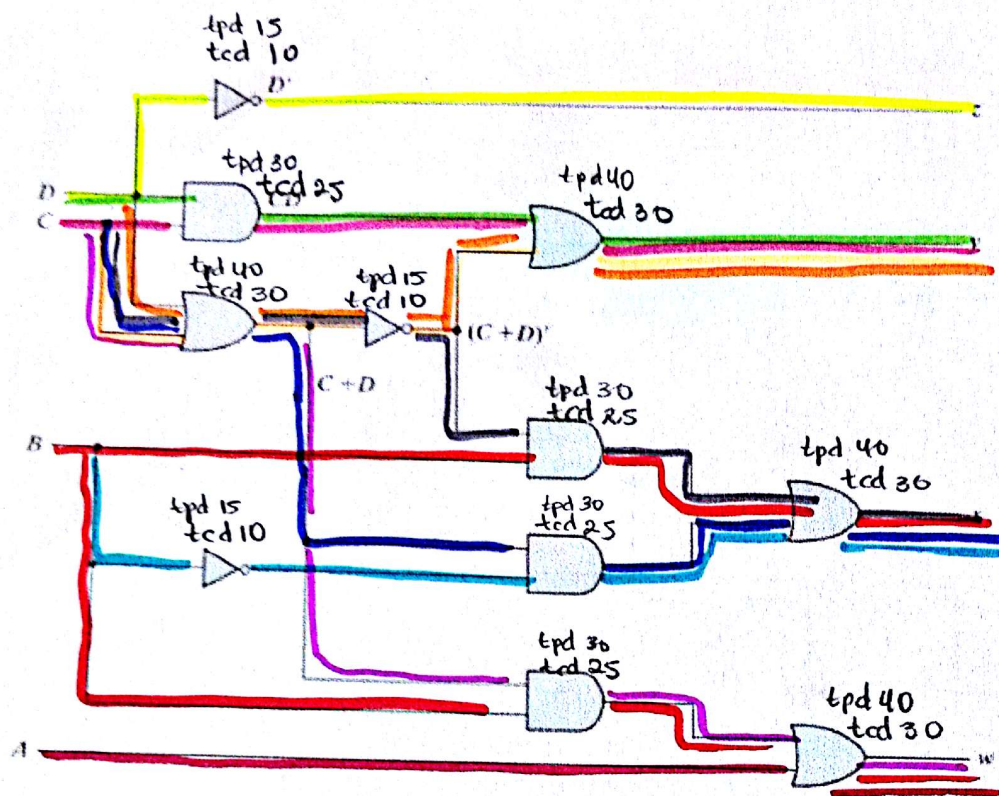 tpd 15
tcd 10
D'
tpd 30
tcd 25
tpd 40
tcd 30
D
C
tpd 40
tcd 30
tpd 15
tcd 10
(C + D)'
C + D
tpd 30
tcd 25
B
tpd 40
tcd 30
tpd 15
tcd 10
tpd 30
tcd 25
tpd 30
tcd 25
tpd 40
tcd 30
A
W